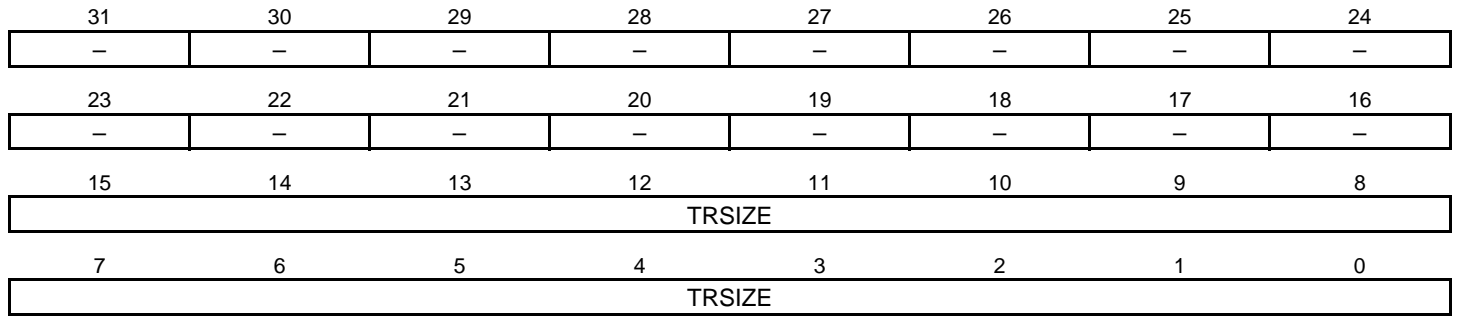 31 30 29 28 27 26 25 24
– – – – – – – –
23 22 21 20 19 18 17 16
– – – – – – – –
15 14 13 12 11 10 9 8
TRSIZE
7 6 5 4 3 2 1 0
TRSIZE